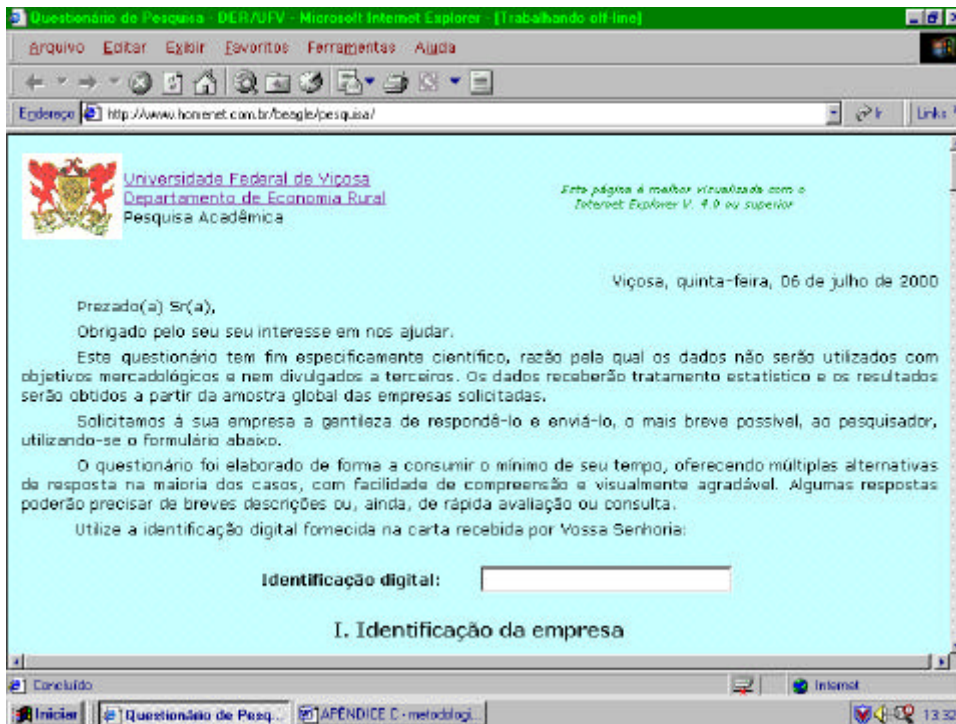 Questionário de Pesquisa - DER/UFV - Microsoft Internet Explorer - [Trabalhando off-line]
Arquivo Editar Exibir Favoritos Ferramentas Ajuda
Endereço http://www.homenet.com.br/beagle/pesquisa/ Ir Links
Universidade Federal de Viçosa
Departamento de Economia Rural
Pesquisa Acadêmica
Esta página é melhor visualizada com o
Internet Explorer V. 4.0 ou superior
Viçosa, quinta-feira, 06 de julho de 2000
Prezado(a) Sr(a),
Obrigado pelo seu seu interesse em nos ajudar.
Este questionário tem fim especificamente científico, razão pela qual os dados não serão utilizados com
objetivos mercadológicos e nem divulgados a terceiros. Os dados receberão tratamento estatístico e os resultados
serão obtidos a partir da amostra global das empresas solicitadas.
Solicitamos à sua empresa a gentileza de respondê-lo e enviá-lo, o mais breve possível, ao pesquisador,
utilizando-se o formulário abaixo.
O questionário foi elaborado de forma a consumir o mínimo de seu tempo, oferecendo múltiplas alternativas
de resposta na maioria dos casos, com facilidade de compreensão e visualmente agradável. Algumas respostas
poderão precisar de breves descrições ou, ainda, de rápida avaliação ou consulta.
Utilize a identificação digital fornecida na carta recebida por Vossa Senhoria:
Identificação digital:
I. Identificação da empresa
Concluído Internet
Iniciar Questionário de Pesq... APÊNDICE C - metodologi... 13:32